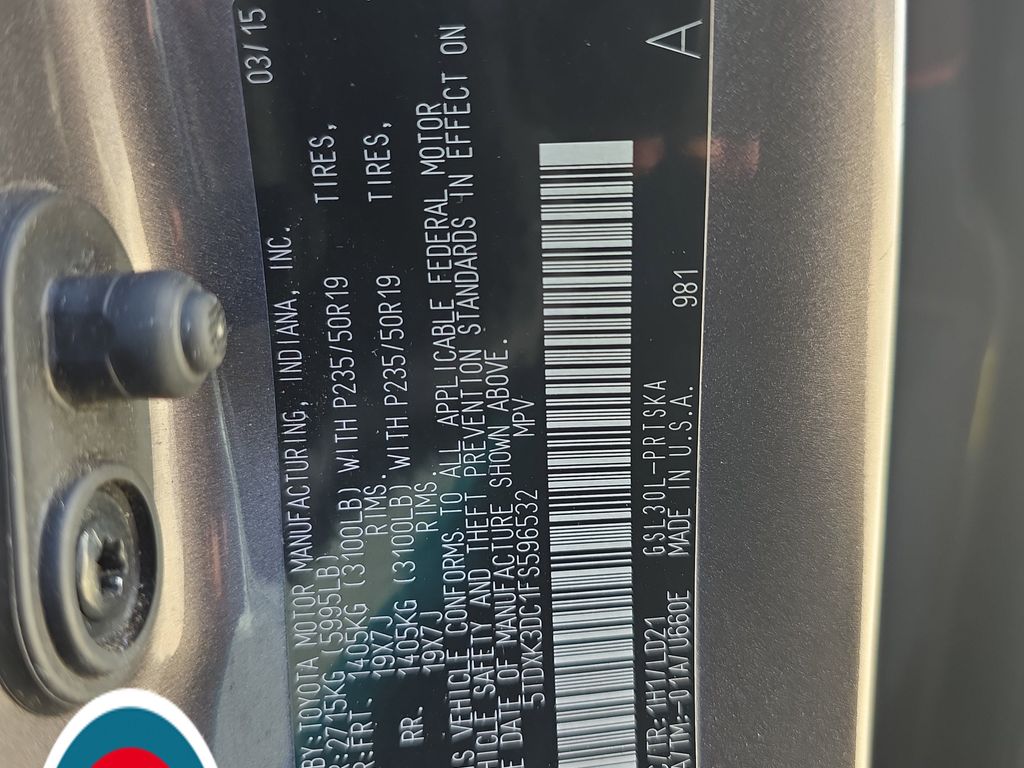 BY:TOYOTA MOTOR MANUFACTURING, INDIANA, INC. 03/15
R:2715KG (5995LB)
R:FRT: 1405KG (3100LB) WITH P235/50R19 TIRES,
19X7J RIMS.
RR. 1405KG (3100LB) WITH P235/50R19 TIRES,
19X7J RIMS
VEHICLE CONFORMS TO ALL APPLICABLE FEDERAL MOTOR
VEHICLE SAFETY AND THEFT PREVENTION STANDARDS IN EFFECT ON
DATE OF MANUFACTURE SHOWN ABOVE.
5TDXK3DC1FS596532 MPV
C/TR:1H1/LD21 GSL30L-PRTSKA
A/TM:-01A/U660E MADE IN U.S.A. 981 A